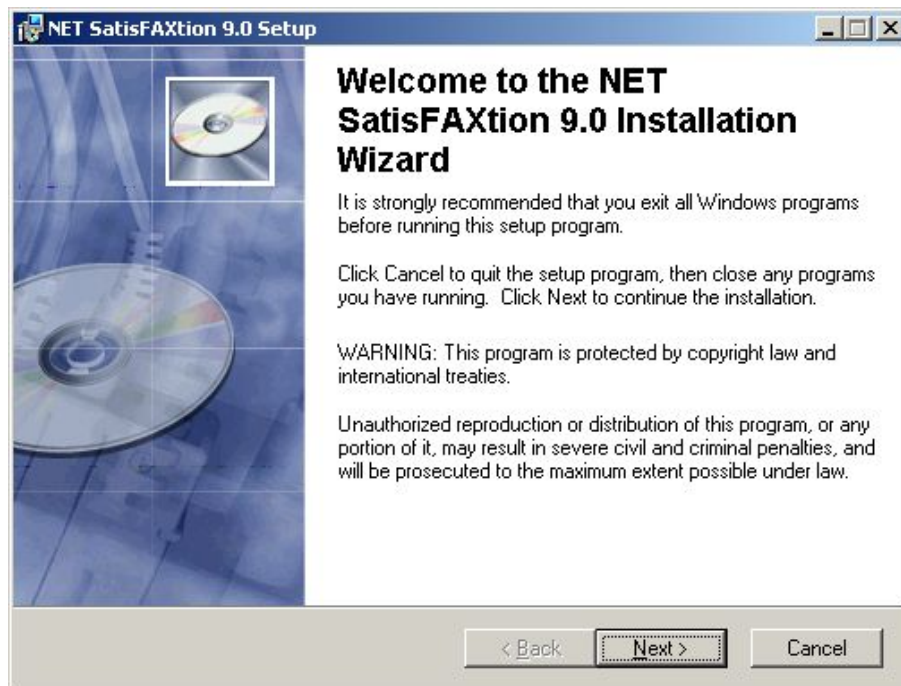 NET SatisFAXtion 9.0 Setup
Welcome to the NET
SatisFAXtion 9.0 Installation
Wizard
It is strongly recommended that you exit all Windows programs
before running this setup program.
Click Cancel to quit the setup program, then close any programs
you have running.  Click Next to continue the installation.
WARNING: This program is protected by copyright law and
international treaties.
Unauthorized reproduction or distribution of this program, or any
portion of it, may result in severe civil and criminal penalties, and
will be prosecuted to the maximum extent possible under law.
< Back Next > Cancel